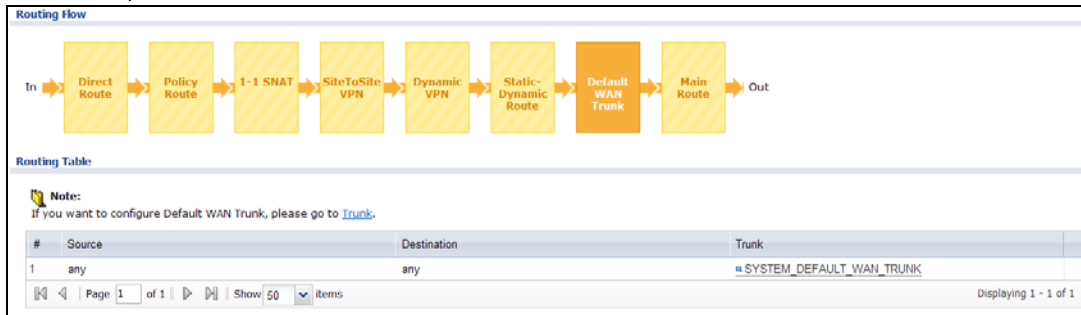 Routing Flow
In Direct Route Policy Route 1-1 SNAT SiteToSite VPN Dynamic VPN Static-Dynamic Route Default WAN Trunk Main Route Out
Routing Table
Note:
If you want to configure Default WAN Trunk, please go to Trunk.
# Source Destination Trunk
1 any any SYSTEM_DEFAULT_WAN_TRUNK
Page 1 of 1 Show 50 items Displaying 1 - 1 of 1